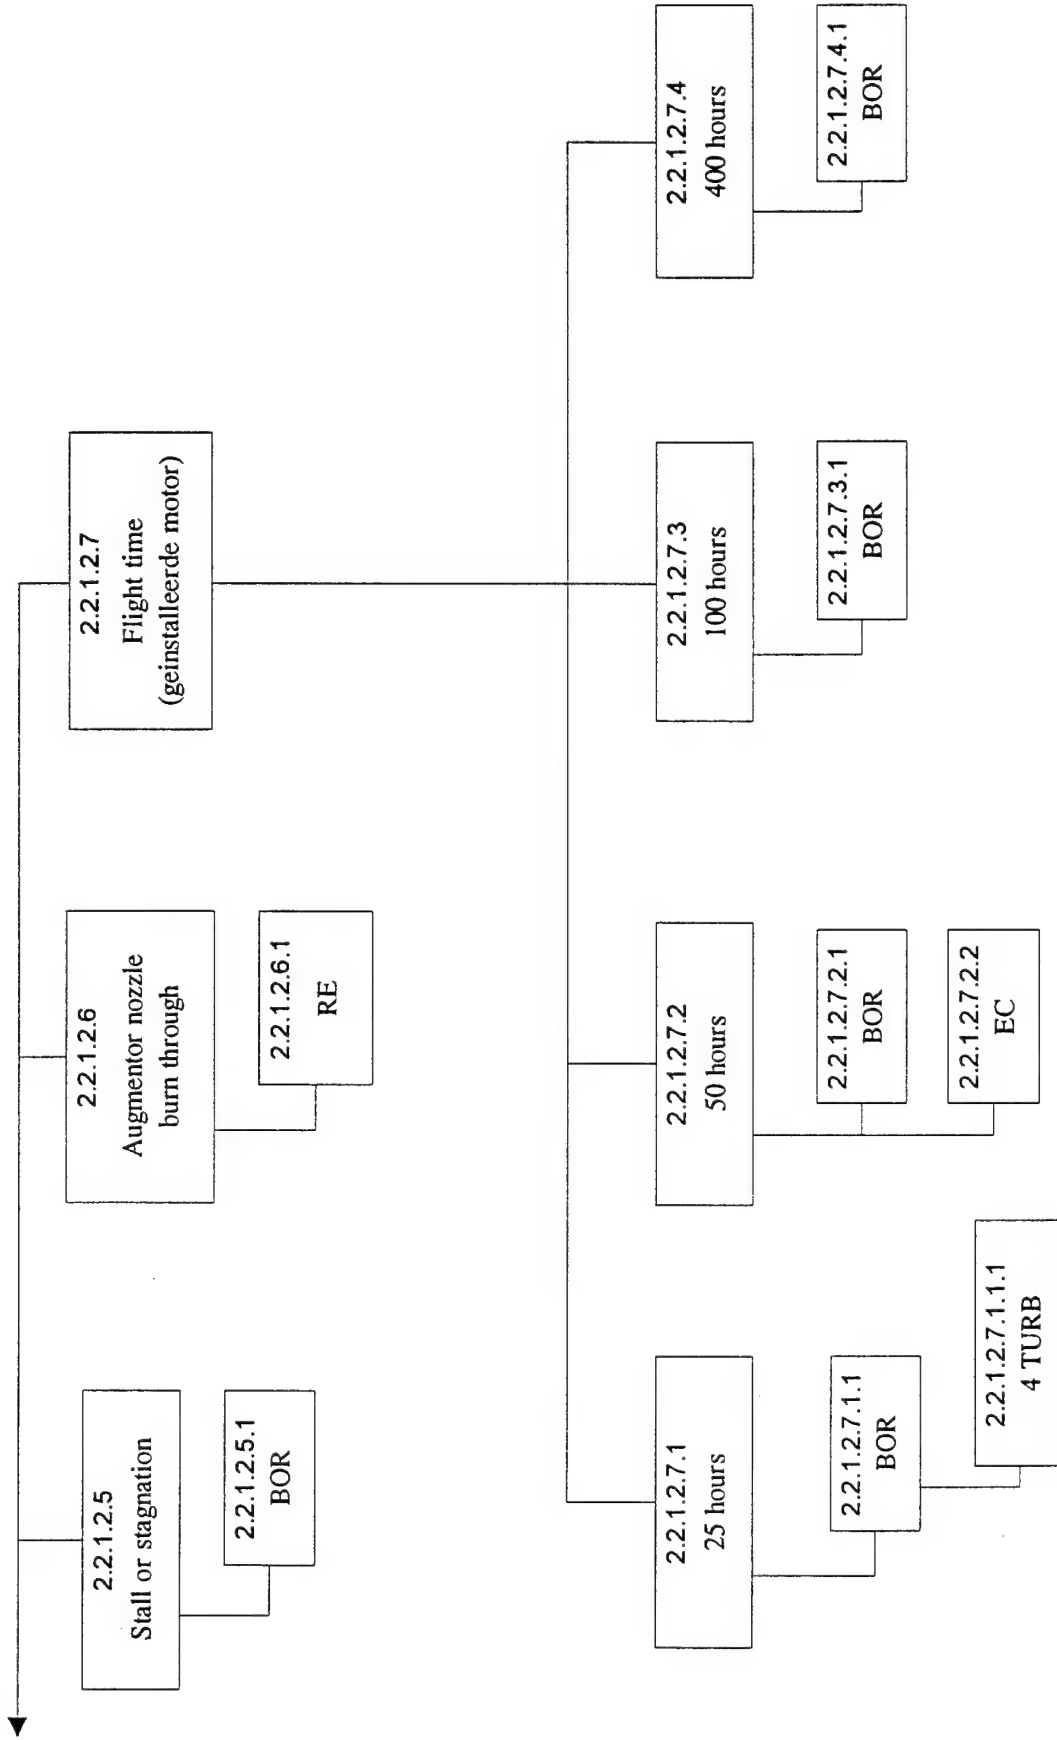 2.2.1.2.5
Stall or stagnation
2.2.1.2.5.1
BOR
2.2.1.2.6
Augmentor nozzle
burn through
2.2.1.2.6.1
RE
2.2.1.2.7
Flight time
(geinstalleerde motor)
2.2.1.2.7.1
25 hours
2.2.1.2.7.1.1
BOR
2.2.1.2.7.1.1.1
4 TURB
2.2.1.2.7.2
50 hours
2.2.1.2.7.2.1
BOR
2.2.1.2.7.2.2
EC
2.2.1.2.7.3
100 hours
2.2.1.2.7.3.1
BOR
2.2.1.2.7.4
400 hours
2.2.1.2.7.4.1
BOR